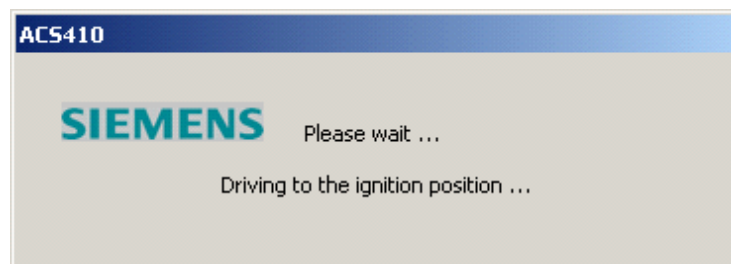 ACS410
SIEMENS
Please wait ...
Driving to the ignition position ...